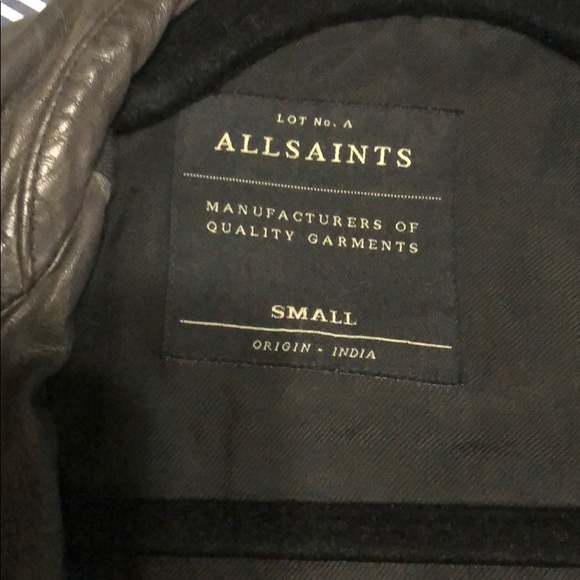 LOT No. A
ALLSAINTS
MANUFACTURERS OF
QUALITY GARMENTS
SMALL
ORIGIN - INDIA